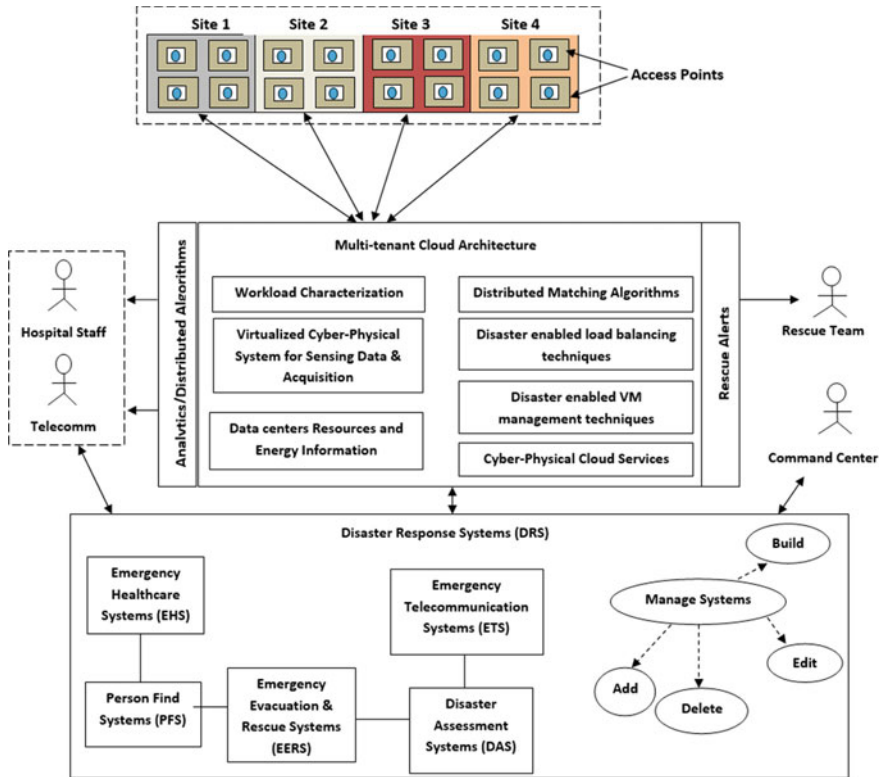 Site 1
Site 2
Site 3
Site 4
Access Points
Multi-tenant Cloud Architecture
Analytics/Distributed Algorithms
Rescue Alerts
Workload Characterization
Virtualized Cyber-Physical
System for Sensing Data &
Acquisition
Data centers Resources and
Energy Information
Distributed Matching Algorithms
Disaster enabled load balancing
techniques
Disaster enabled VM
management techniques
Cyber-Physical Cloud Services
Hospital Staff
Telecomm
Rescue Team
Command Center
Disaster Response Systems (DRS)
Emergency
Healthcare
Systems (EHS)
Person Find
Systems (PFS)
Emergency
Evacuation &
Rescue Systems
(EERS)
Emergency
Telecommunication
Systems (ETS)
Disaster
Assessment
Systems (DAS)
Build
Manage Systems
Add
Delete
Edit